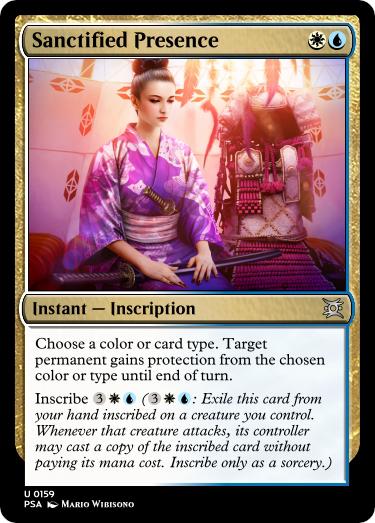 Sanctified Presence
Instant — Inscription
Choose a color or card type. Target
permanent gains protection from the chosen
color or type until end of turn.
Inscribe 3 (3 : Exile this card from
your hand inscribed on a creature you control.
Whenever that creature attacks, its controller
may cast a copy of the inscribed card without
paying its mana cost. Inscribe only as a sorcery.)
U 0159
PSA Mario Wibisono